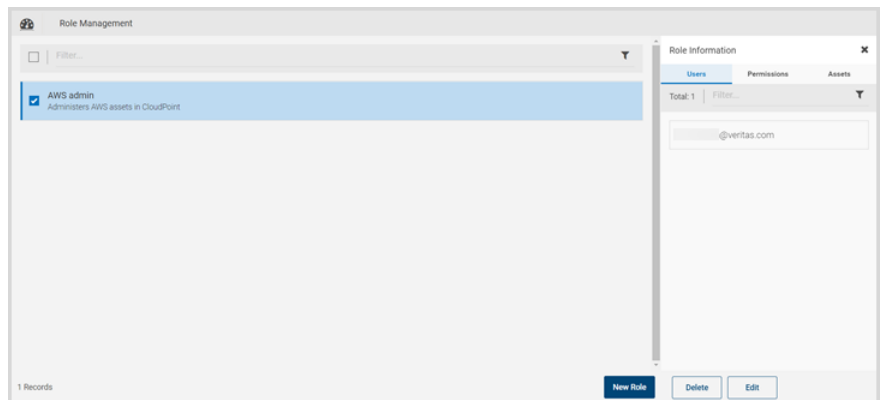 Role Management
Filter...
AWS admin
Administers AWS assets in CloudPoint
1 Records
New Role
Role Information
Users Permissions Assets
Total: 1 Filter...
@veritas.com
Delete Edit